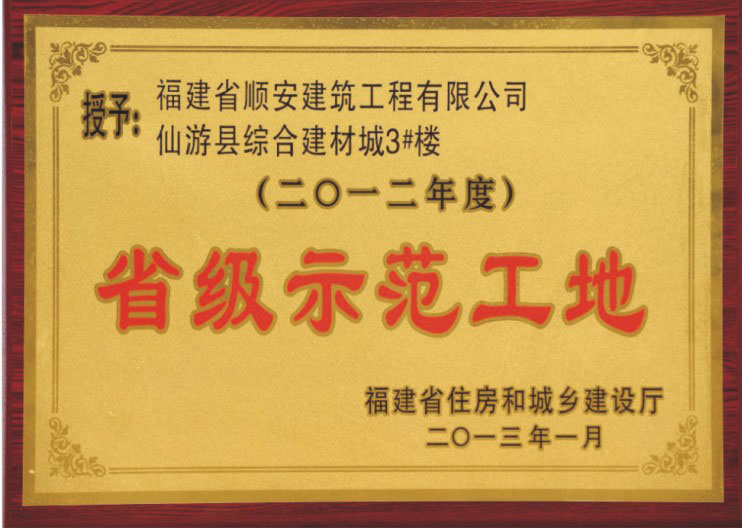 授予:
福建省顺安建筑工程有限公司
仙游县综合建材城3#楼
(二〇一二年度)
省级示范工地
福建省住房和城乡建设厅
二〇一三年一月